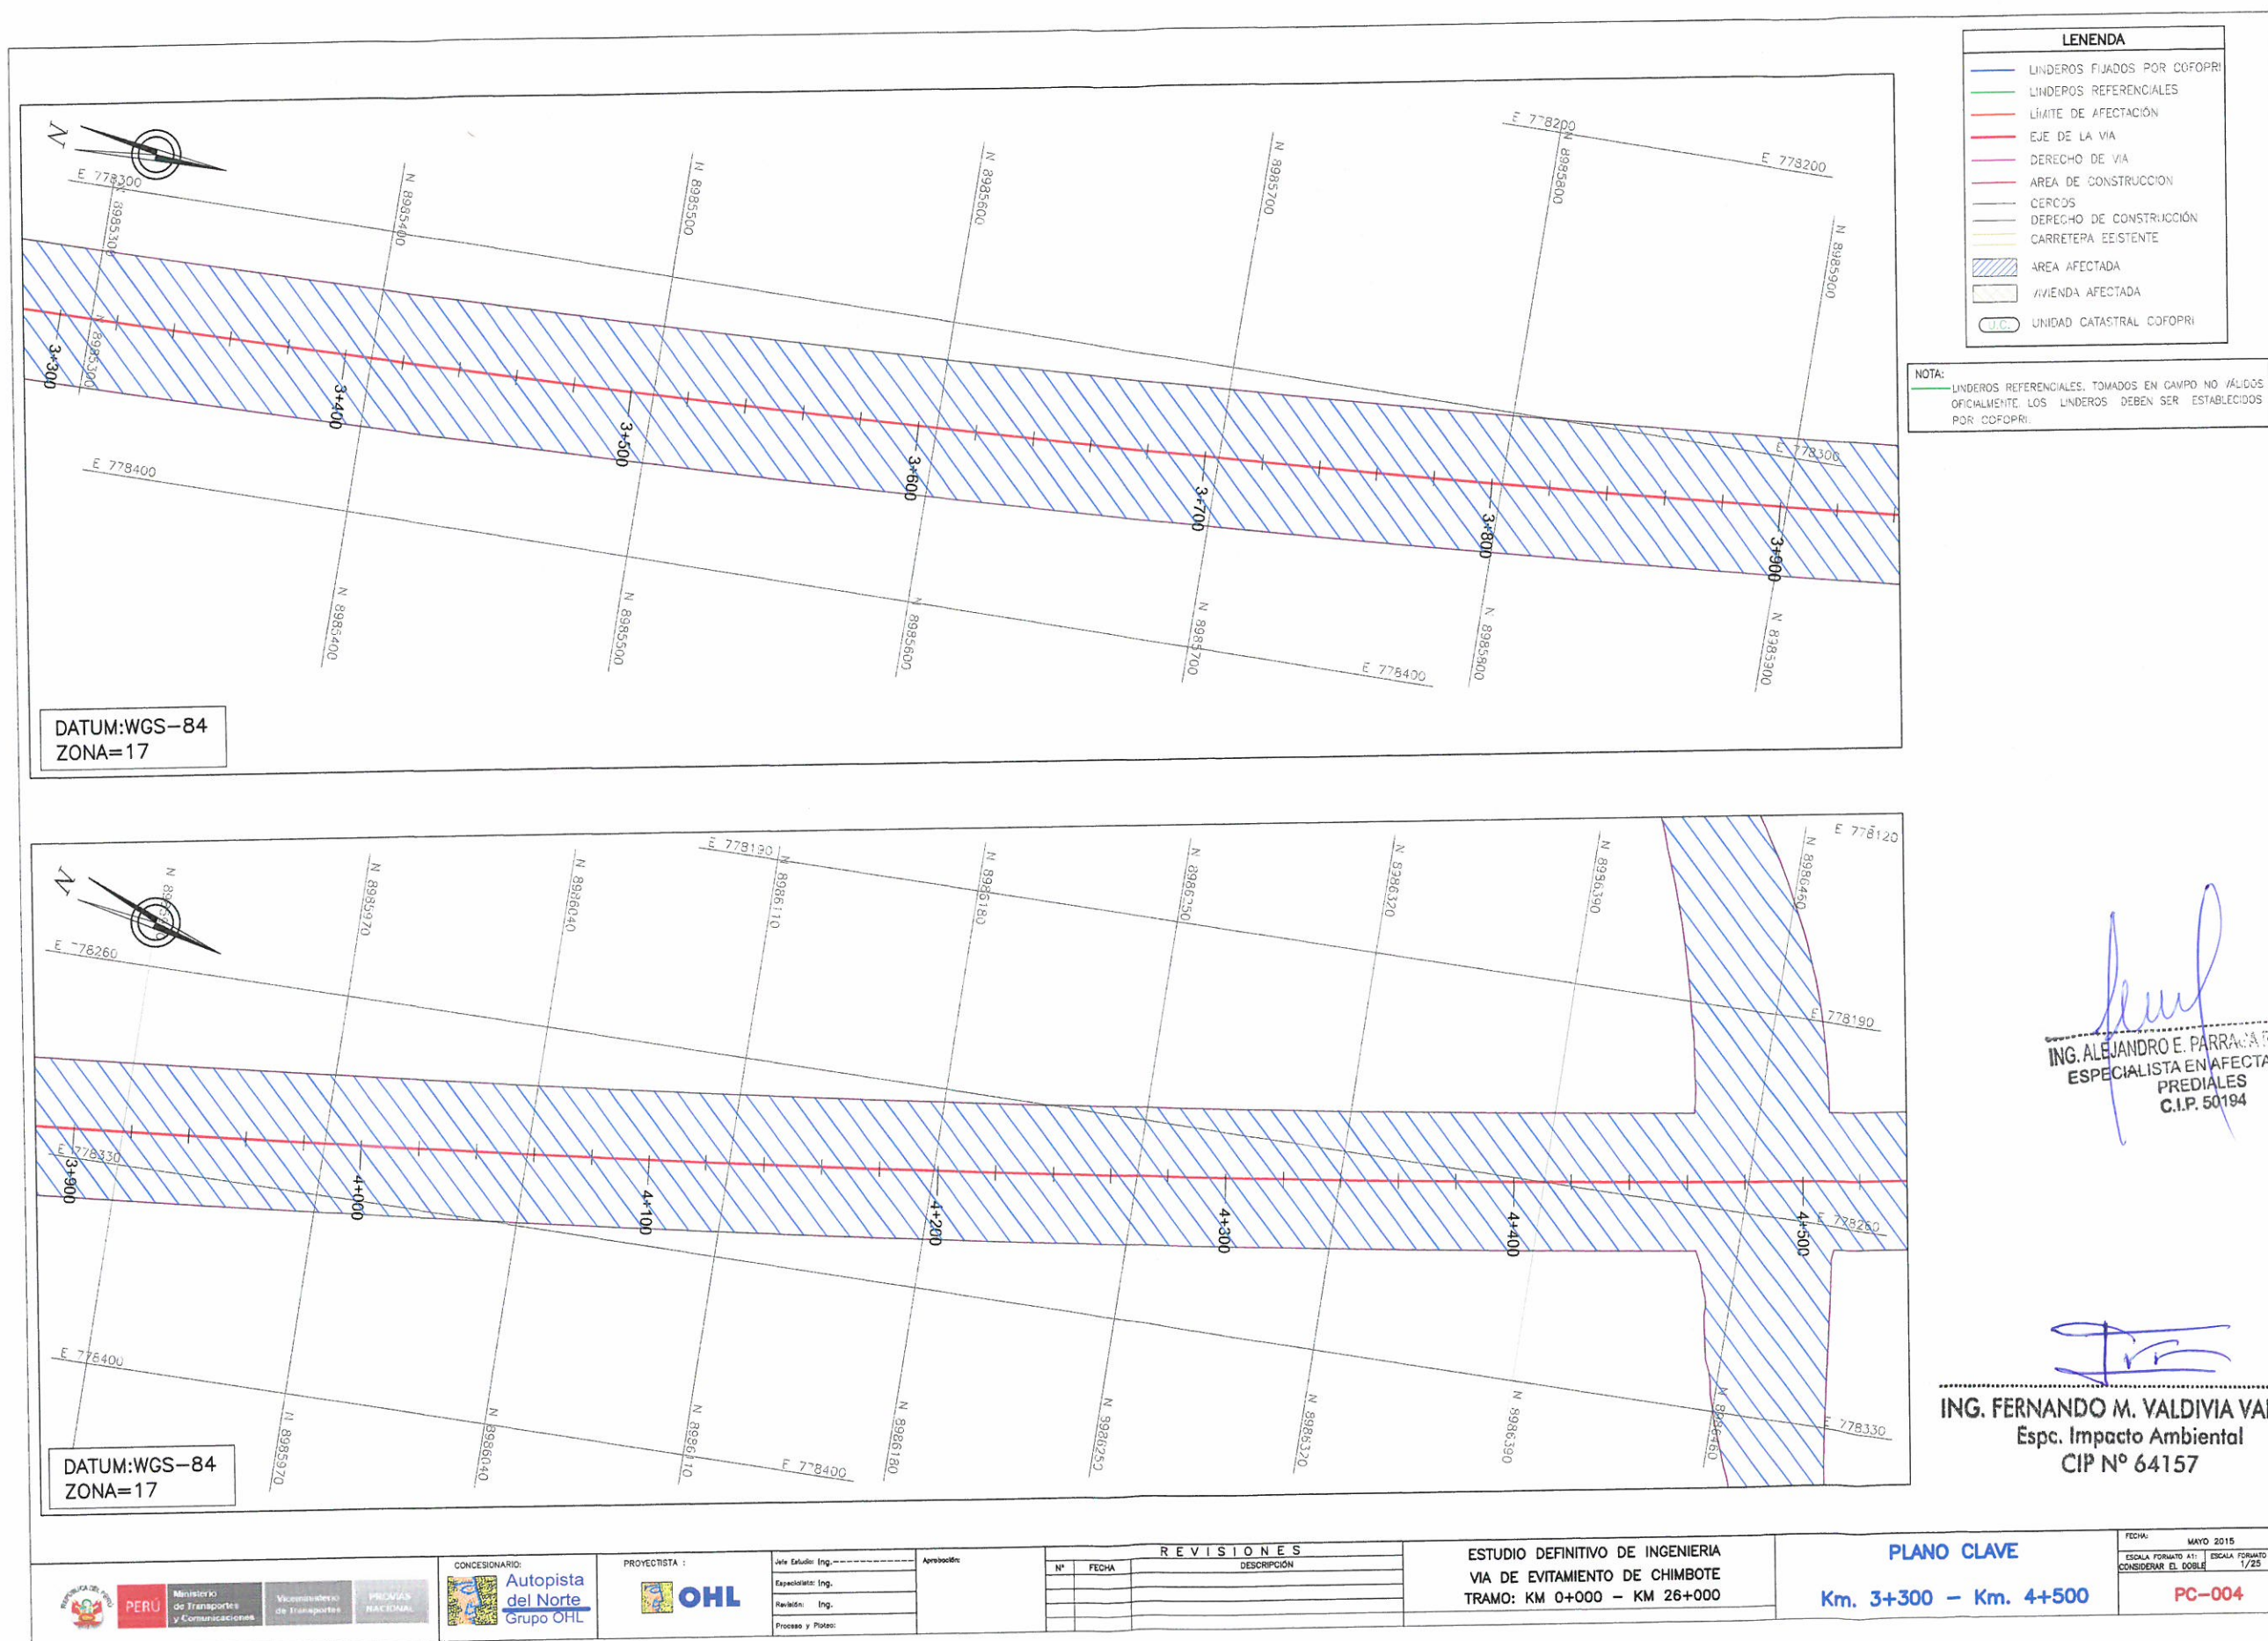 LENENDA
LINDEROS FIJADOS POR COFOPRI
LINDEROS REFERENCIALES
LÍMITE DE AFECTACIÓN
EJE DE LA VIA
DERECHO DE VIA
AREA DE CONSTRUCCION
CERCOS
DERECHO DE CONSTRUCCIÓN
CARRETERA EEISTENTE
AREA AFECTADA
VIVIENDA AFECTADA
U.C. UNIDAD CATASTRAL COFOPRI
NOTA:
LINDEROS REFERENCIALES. TOMADOS EN CAMPO NO VÁLIDOS
OFICIALMENTE. LOS LINDEROS DEBEN SER ESTABLECIDOS
POR COFOPRI.
N
E 778300
E 778200
E 778200
N 8985300
N 8985400
N 8985500
N 8985600
N 8985700
N 8985800
N 8985900
N 8985300
3+300
3+400
3+500
3+600
3+700
3+800
3+900
E 778300
E 778400
N 8985400
N 8985500
N 8985600
N 8985700
N 8985800
N 8985900
E 778400
DATUM:WGS-84
ZONA=17
N
E 778190
E 778120
N 8985970
N 8986040
N 8986110
N 8986180
N 8986250
N 8986320
N 8986390
N 8986460
E 778260
E 778190
E 778330
3+900
4+000
4+100
4+200
4+300
4+400
4+500
E 778260
E 778400
N 8985970
N 8986040
N 8986110
N 8986180
N 8986250
N 8986320
N 8986390
N 8986460
E 778400
E 778330
DATUM:WGS-84
ZONA=17
ING. ALEJANDRO E. PARRAGA
ESPECIALISTA EN AFECTA
PREDIALES
C.I.P. 50194
ING. FERNANDO M. VALDIVIA VA
Espc. Impacto Ambiental
CIP Nº 64157
REPUBLICA DEL PERU
PERÚ
Ministerio
de Transportes
y Comunicaciones
Viceministerio
de Transportes
PROVIAS
NACIONAL
CONCESIONARIO:
Autopista
del Norte
Grupo OHL
PROYECTISTA :
OHL
Jefe Estudio: Ing.
Especialista: Ing.
Revisión: Ing.
Proceso y Ploteo:
Aprobación:
REVISIONES
Nº FECHA DESCRIPCIÓN
ESTUDIO DEFINITIVO DE INGENIERIA
VIA DE EVITAMIENTO DE CHIMBOTE
TRAMO: KM 0+000 - KM 26+000
PLANO CLAVE
Km. 3+300 - Km. 4+500
FECHA:
MAYO 2015
ESCALA FORMATO A1:
CONSIDERAR EL DOBLE
ESCALA FORMATO
1/25
PC-004